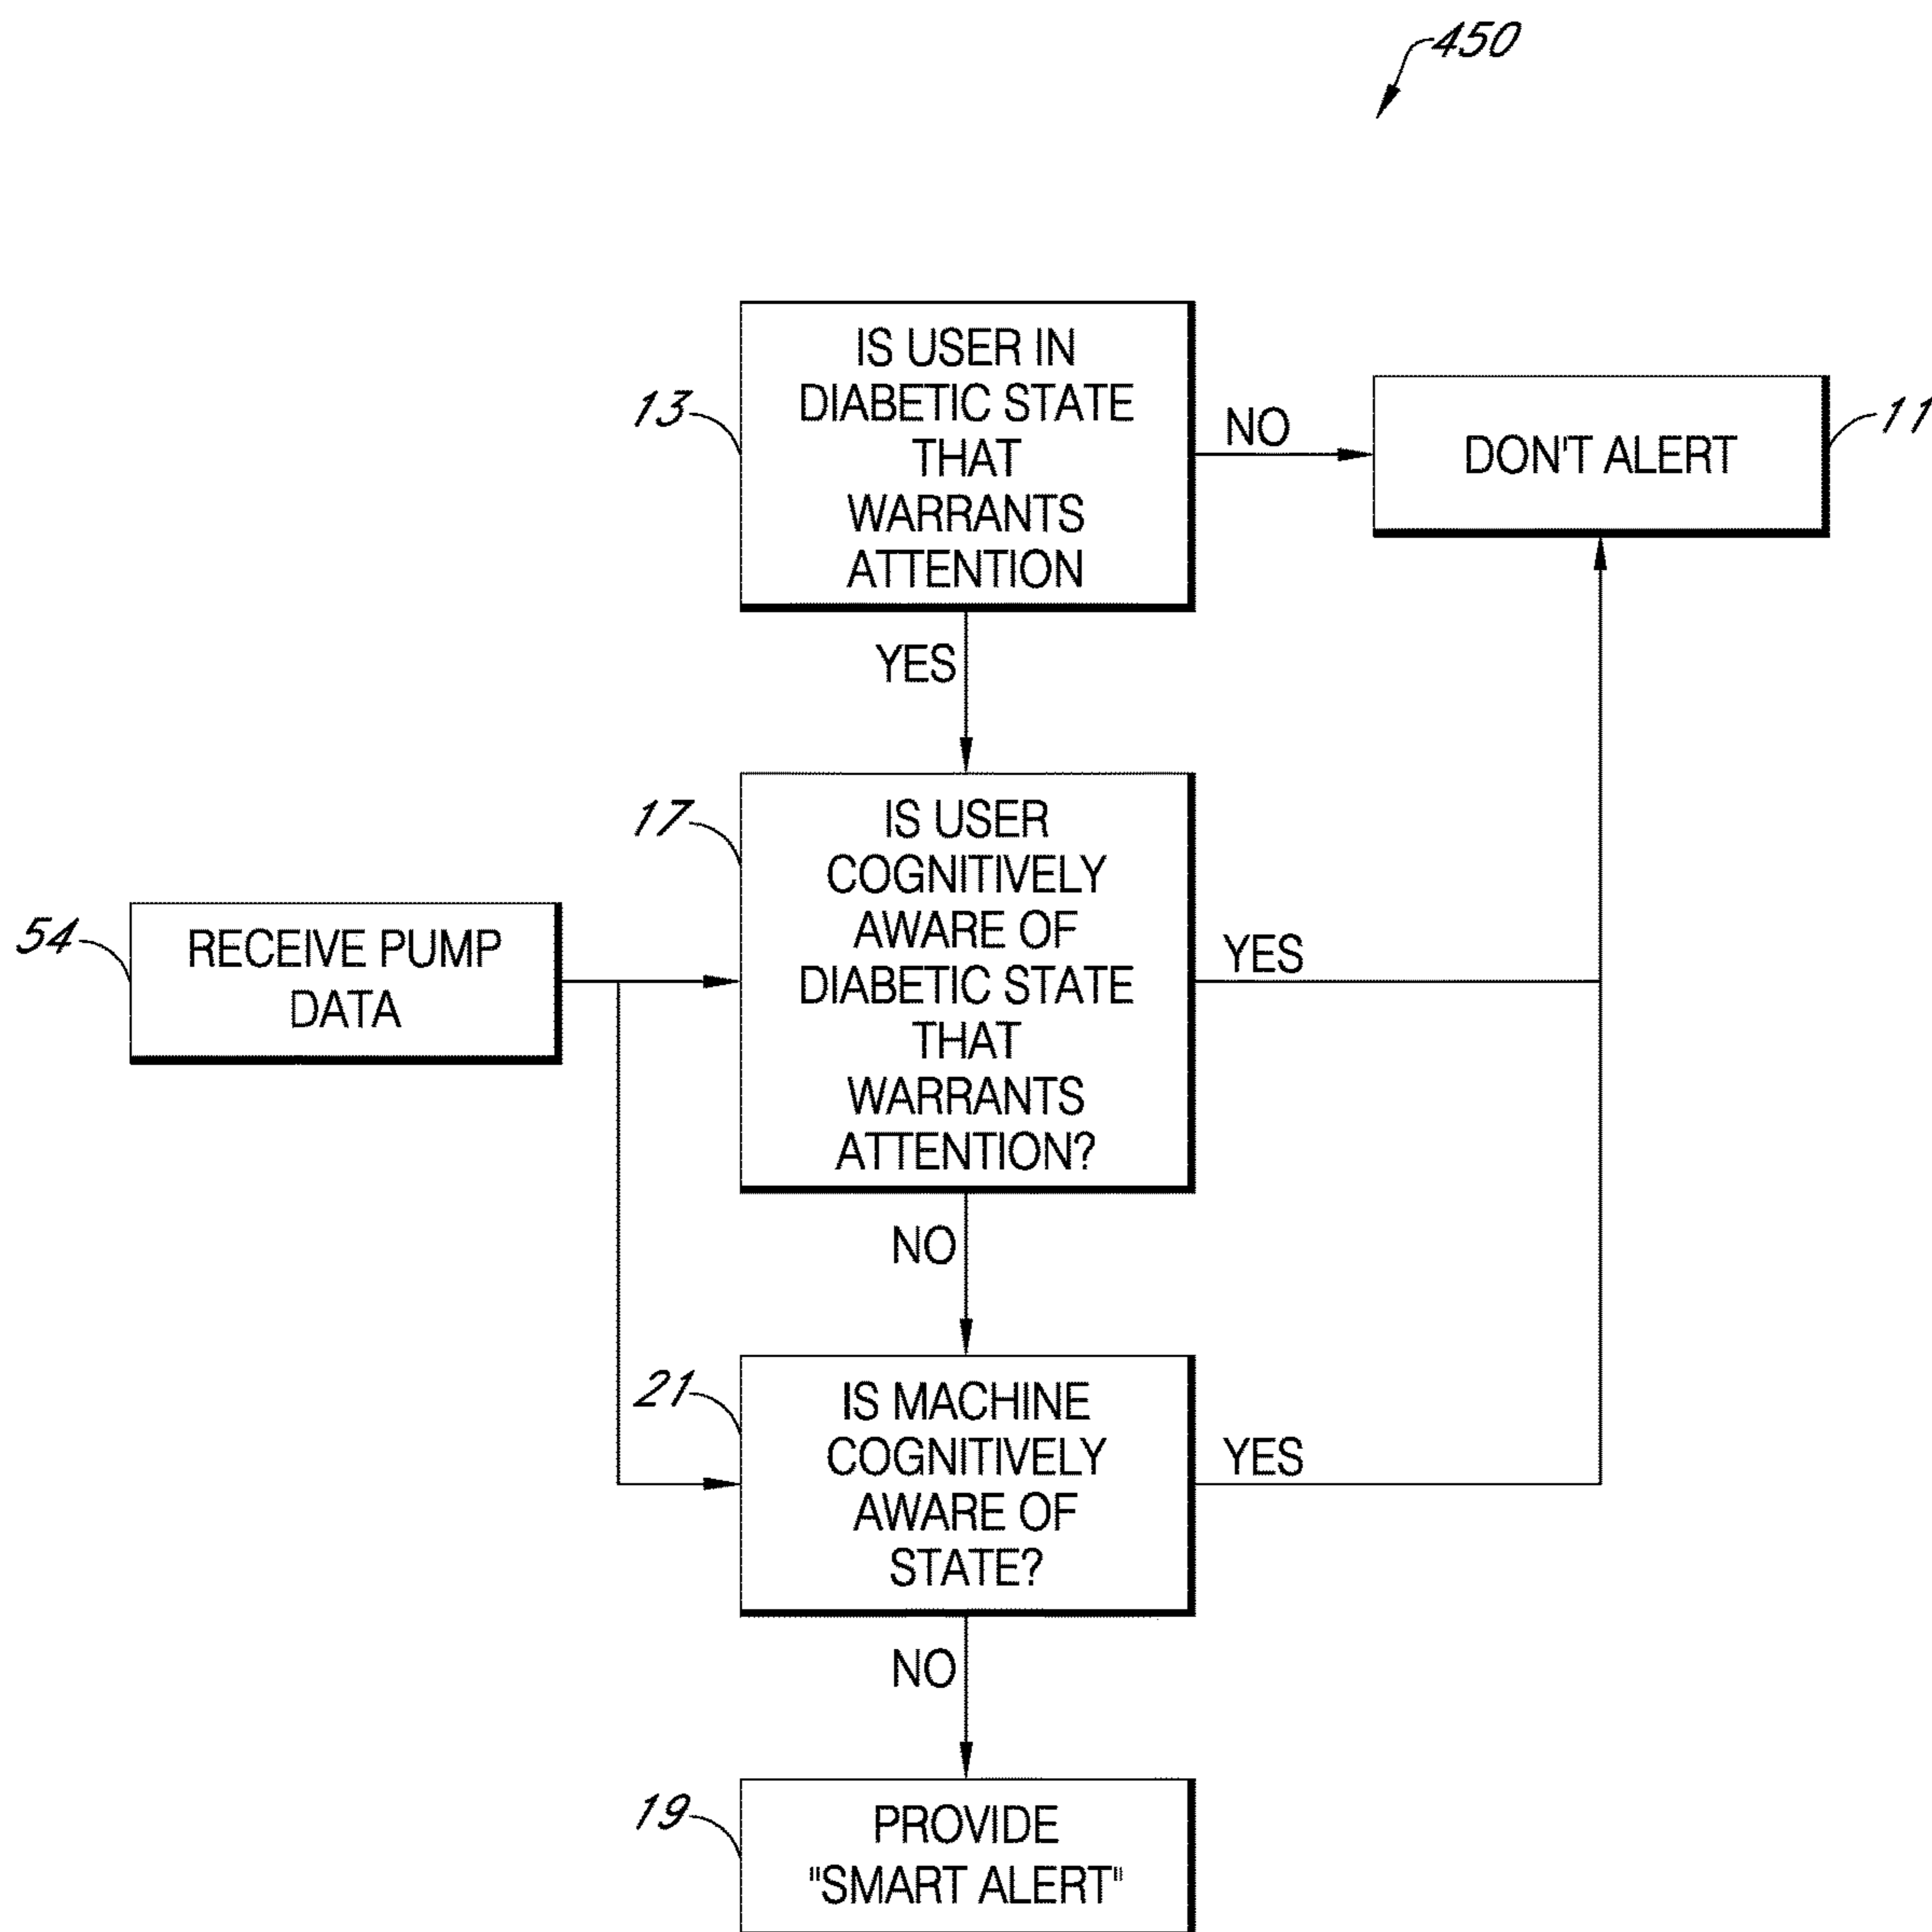 450
IS USER IN
DIABETIC STATE
THAT
WARRANTS
ATTENTION
13
NO
DON'T ALERT
11
YES
17
IS USER
COGNITIVELY
AWARE OF
DIABETIC STATE
THAT
WARRANTS
ATTENTION?
54
RECEIVE PUMP
DATA
YES
NO
21
IS MACHINE
COGNITIVELY
AWARE OF
STATE?
YES
NO
19
PROVIDE
"SMART ALERT"